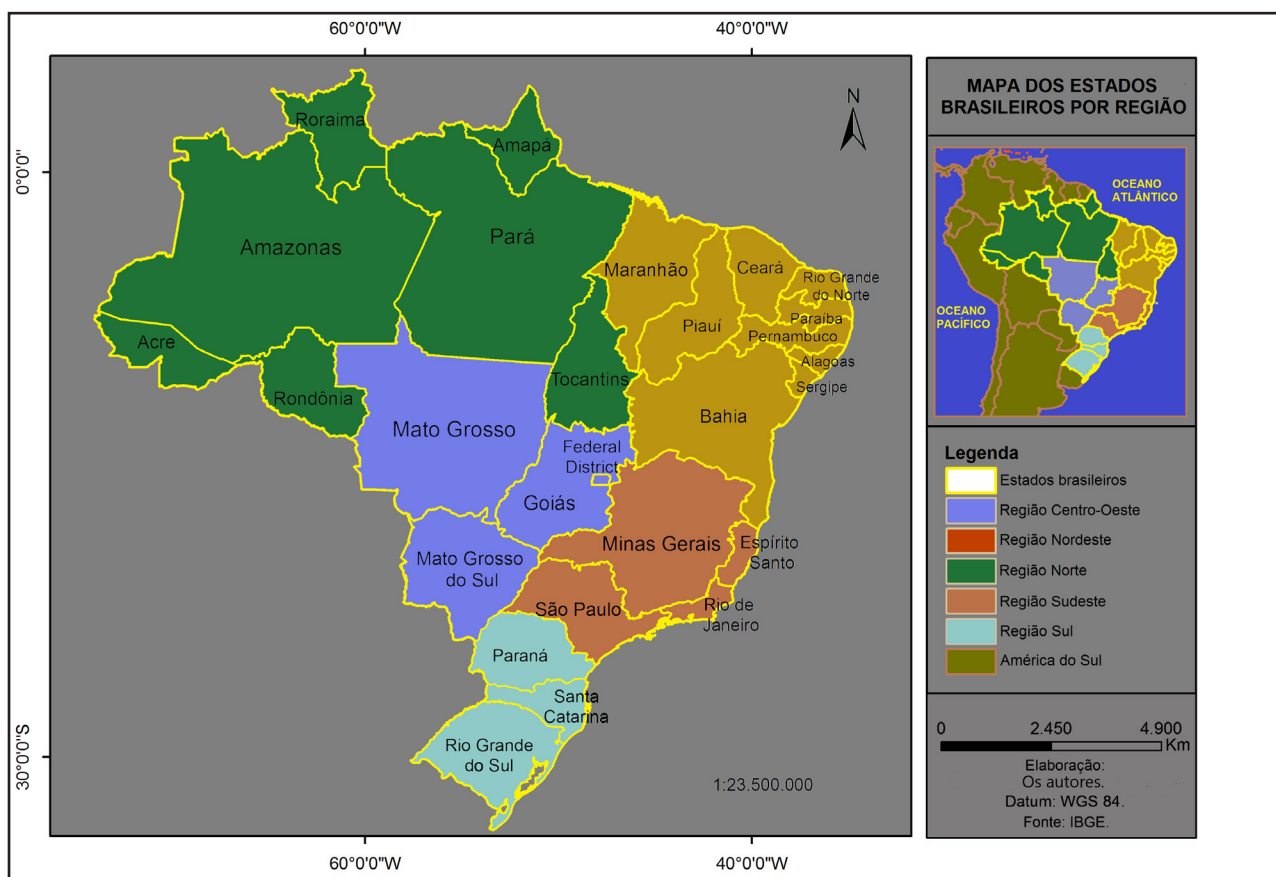 60°0'0"W
40°0'0"W
N
0°0'0"
30°0'0"S
Roraima
Amapá
Amazonas
Pará
Maranhão
Ceará
Rio Grande
do Norte
Piauí
Paraíba
Pernambuco
Acre
Alagoas
Tocantins
Sergipe
Rondônia
Bahia
Mato Grosso
Federal
District
Goiás
Minas Gerais
Espírito
Santo
Mato Grosso
do Sul
São Paulo
Rio de
Janeiro
Paraná
Santa
Catarina
Rio Grande
do Sul
1:23.500.000
60°0'0"W
40°0'0"W
MAPA DOS ESTADOS
BRASILEIROS POR REGIÃO
OCEANO
ATLÂNTICO
OCEANO
PACÍFICO
Legenda
Estados brasileiros
Região Centro-Oeste
Região Nordeste
Região Norte
Região Sudeste
Região Sul
América do Sul
0 2.450 4.900
Km
Elaboração:
Os autores.
Datum: WGS 84.
Fonte: IBGE.